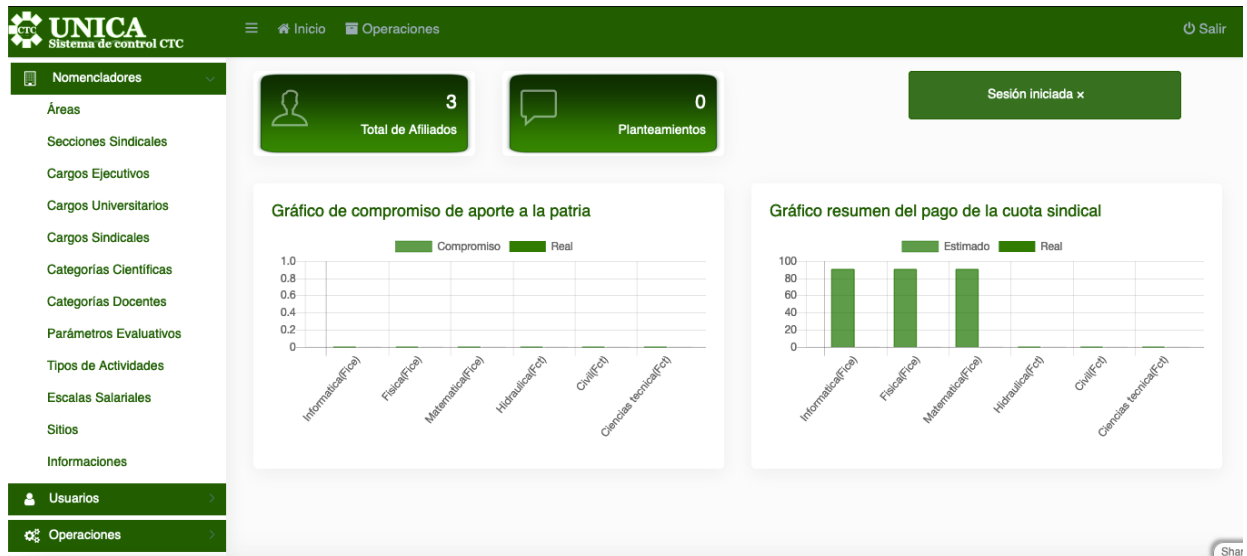 CTC
UNICA
Sistema de control CTC
Inicio
Operaciones
Salir
Nomencladores
Áreas
Secciones Sindicales
Cargos Ejecutivos
Cargos Universitarios
Cargos Sindicales
Categorías Científicas
Categorías Docentes
Parámetros Evaluativos
Tipos de Actividades
Escalas Salariales
Sitios
Informaciones
Usuarios
Operaciones
3
Total de Afiliados
0
Planteamientos
Sesión iniciada ×
Gráfico de compromiso de aporte a la patria
Compromiso Real
1.0
0.8
0.6
0.4
0.2
0
Informatica(Fice)
Fisica(Fice)
Matematica(Fice)
Hidraulica(Fct)
Civil(Fct)
Ciencias tecnica(Fct)
Gráfico resumen del pago de la cuota sindical
Estimado Real
100
80
60
40
20
0
Informatica(Fice)
Fisica(Fice)
Matematica(Fice)
Hidraulica(Fct)
Civil(Fct)
Ciencias tecnica(Fct)
Shar